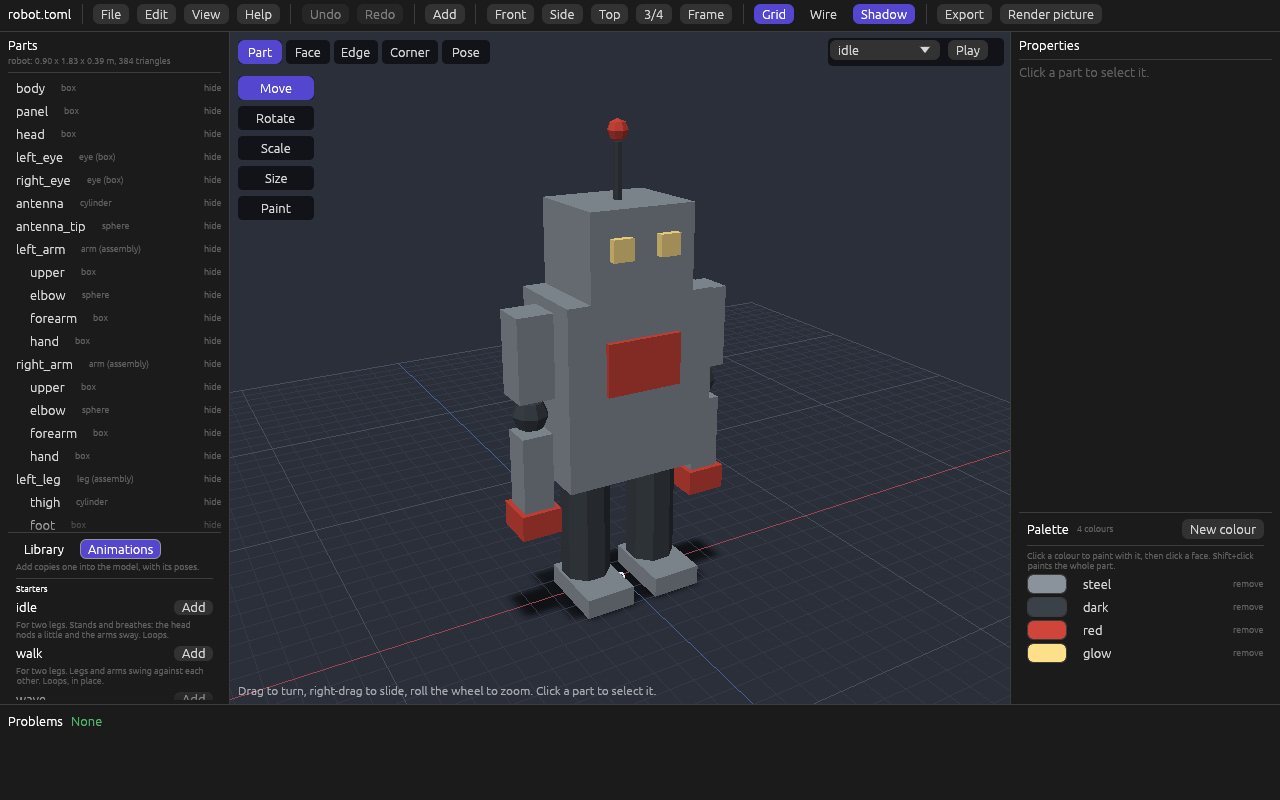 robot.toml File Edit View Help Undo Redo Add Front Side Top 3/4 Frame Grid Wire Shadow Export Render picture
Parts
robot: 0.90 x 1.83 x 0.39 m, 384 triangles
body box hide
panel box hide
head box hide
left_eye eye (box) hide
right_eye eye (box) hide
antenna cylinder hide
antenna_tip sphere hide
left_arm arm (assembly) hide
upper box hide
elbow sphere hide
forearm box hide
hand box hide
right_arm arm (assembly) hide
upper box hide
elbow sphere hide
forearm box hide
hand box hide
left_leg leg (assembly) hide
thigh cylinder hide
foot box hide
Library Animations
Add copies one into the model, with its poses.
Starters
idle Add
For two legs. Stands and breathes: the head
nods a little and the arms sway. Loops.
walk Add
For two legs. Legs and arms swing against each
other. Loops, in place.
wave Add
Part Face Edge Corner Pose
Move
Rotate
Scale
Size
Paint
idle Play
Drag to turn, right-drag to slide, roll the wheel to zoom. Click a part to select it.
Properties
Click a part to select it.
Palette 4 colours New colour
Click a colour to paint with it, then click a face. Shift+click
paints the whole part.
steel remove
dark remove
red remove
glow remove
Problems None